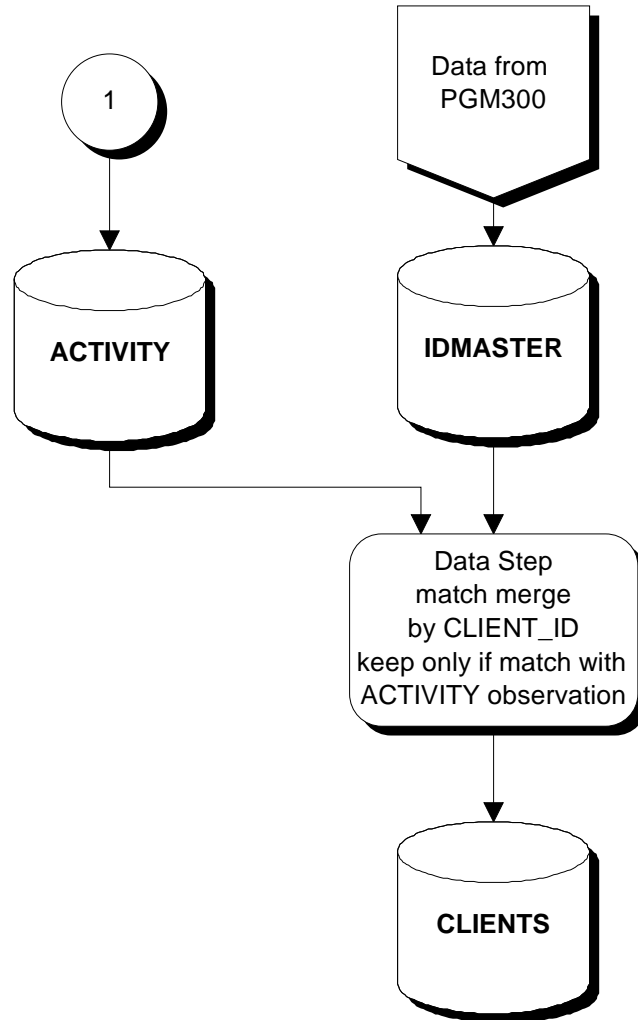 1
Data from
PGM300
ACTIVITY
IDMASTER
Data Step
match merge
by CLIENT_ID
keep only if match with
ACTIVITY observation
CLIENTS